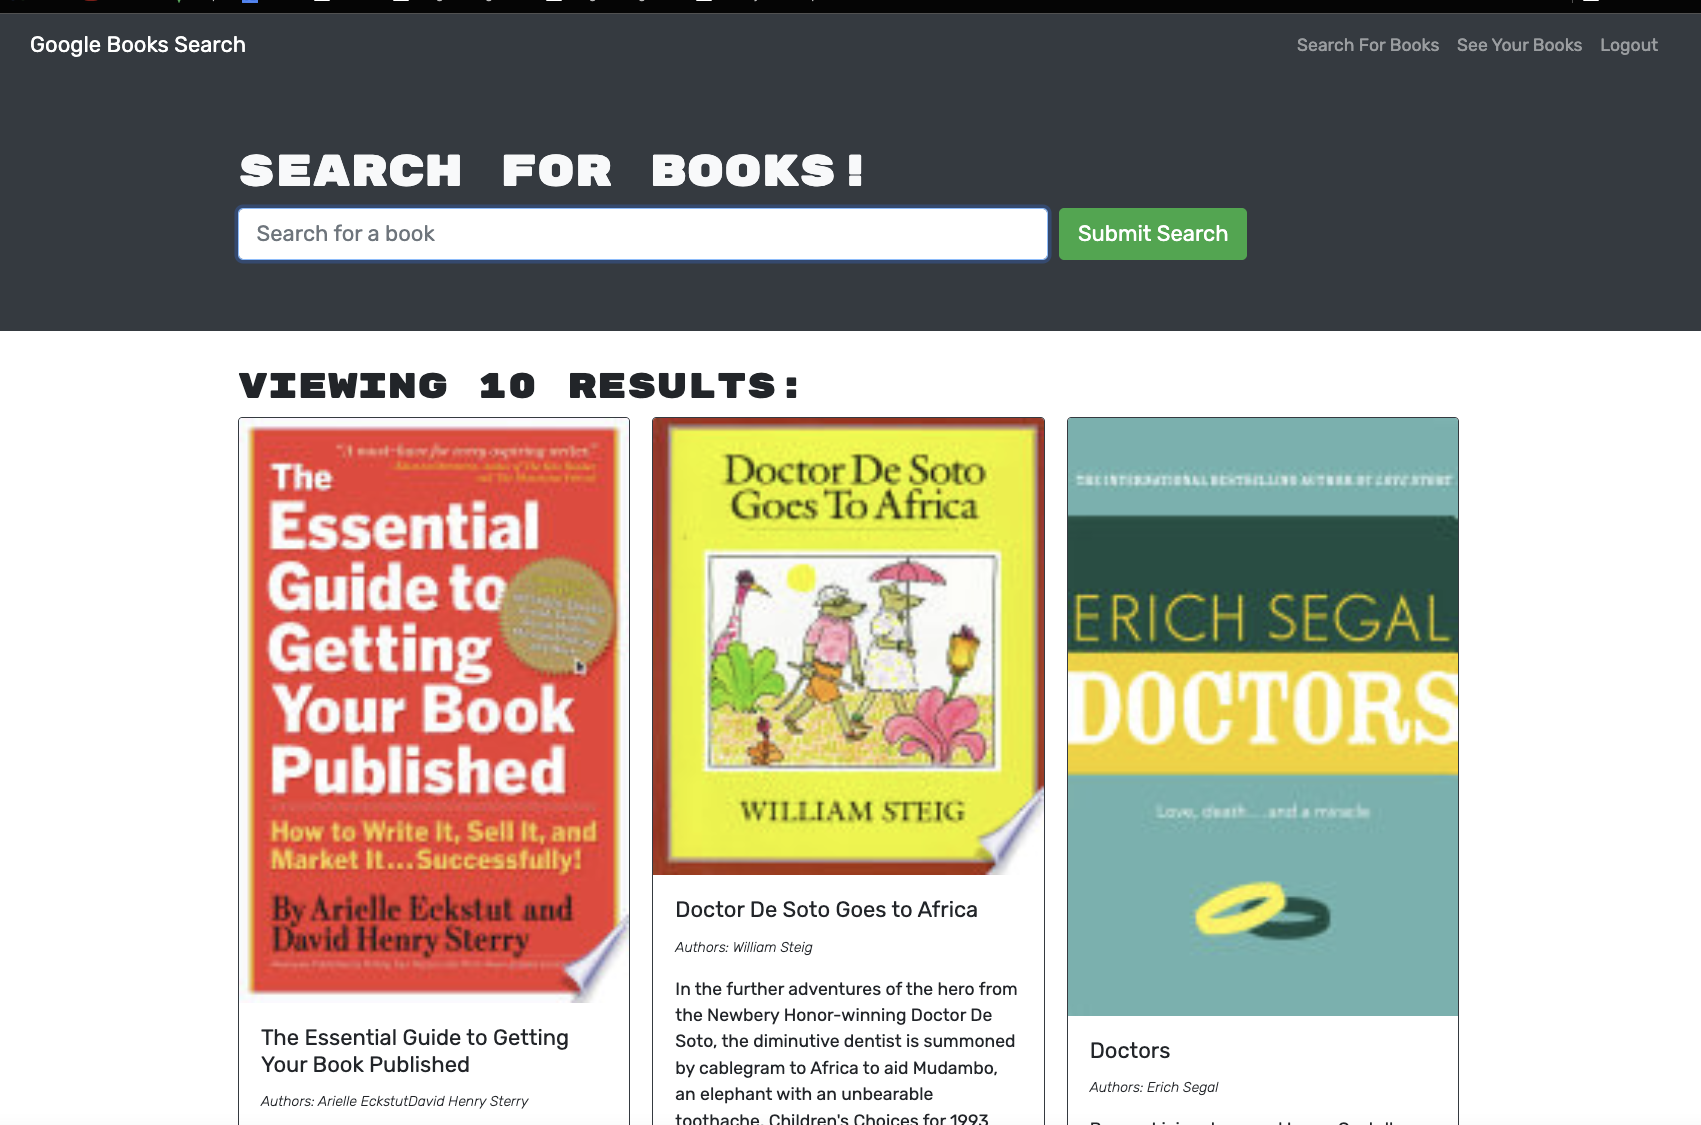 Google Books Search
Search For Books
See Your Books
Logout
SEARCH FOR BOOKS!
Search for a book
Submit Search
VIEWING 10 RESULTS:
"A must-have for every aspiring writer."
The
Essential
Guide to
Getting
Your Book
Published
How to Write It, Sell It, and
Market It...Successfully!
By Arielle Eckstut and
David Henry Sterry
The Essential Guide to Getting
Your Book Published
Authors: Arielle EckstutDavid Henry Sterry
Doctor De Soto
Goes To Africa
WILLIAM STEIG
Doctor De Soto Goes to Africa
Authors: William Steig
In the further adventures of the hero from
the Newbery Honor-winning Doctor De
Soto, the diminutive dentist is summoned
by cablegram to Africa to aid Mudambo,
an elephant with an unbearable
toothache. Children's Choices for 1993
THE INTERNATIONAL BESTSELLING AUTHOR OF LOVE STORY
ERICH SEGAL
DOCTORS
Love, death...and a miracle
Doctors
Authors: Erich Segal